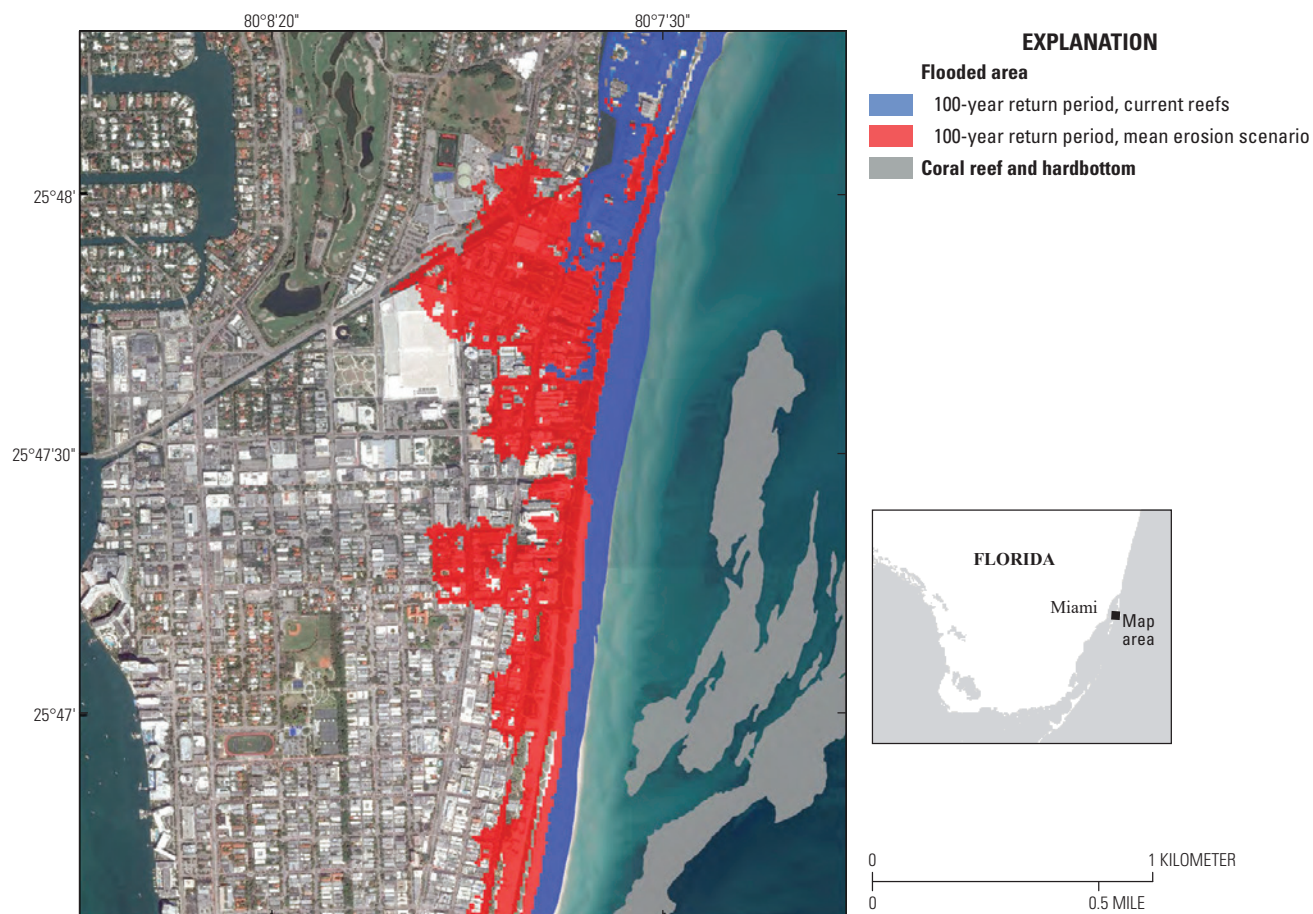 80°8'20"
80°7'30"
25°48'
25°47'30"
25°47'
EXPLANATION
Flooded area
100-year return period, current reefs
100-year return period, mean erosion scenario
Coral reef and hardbottom
FLORIDA
Miami
Map
area
0
1 KILOMETER
0
0.5 MILE